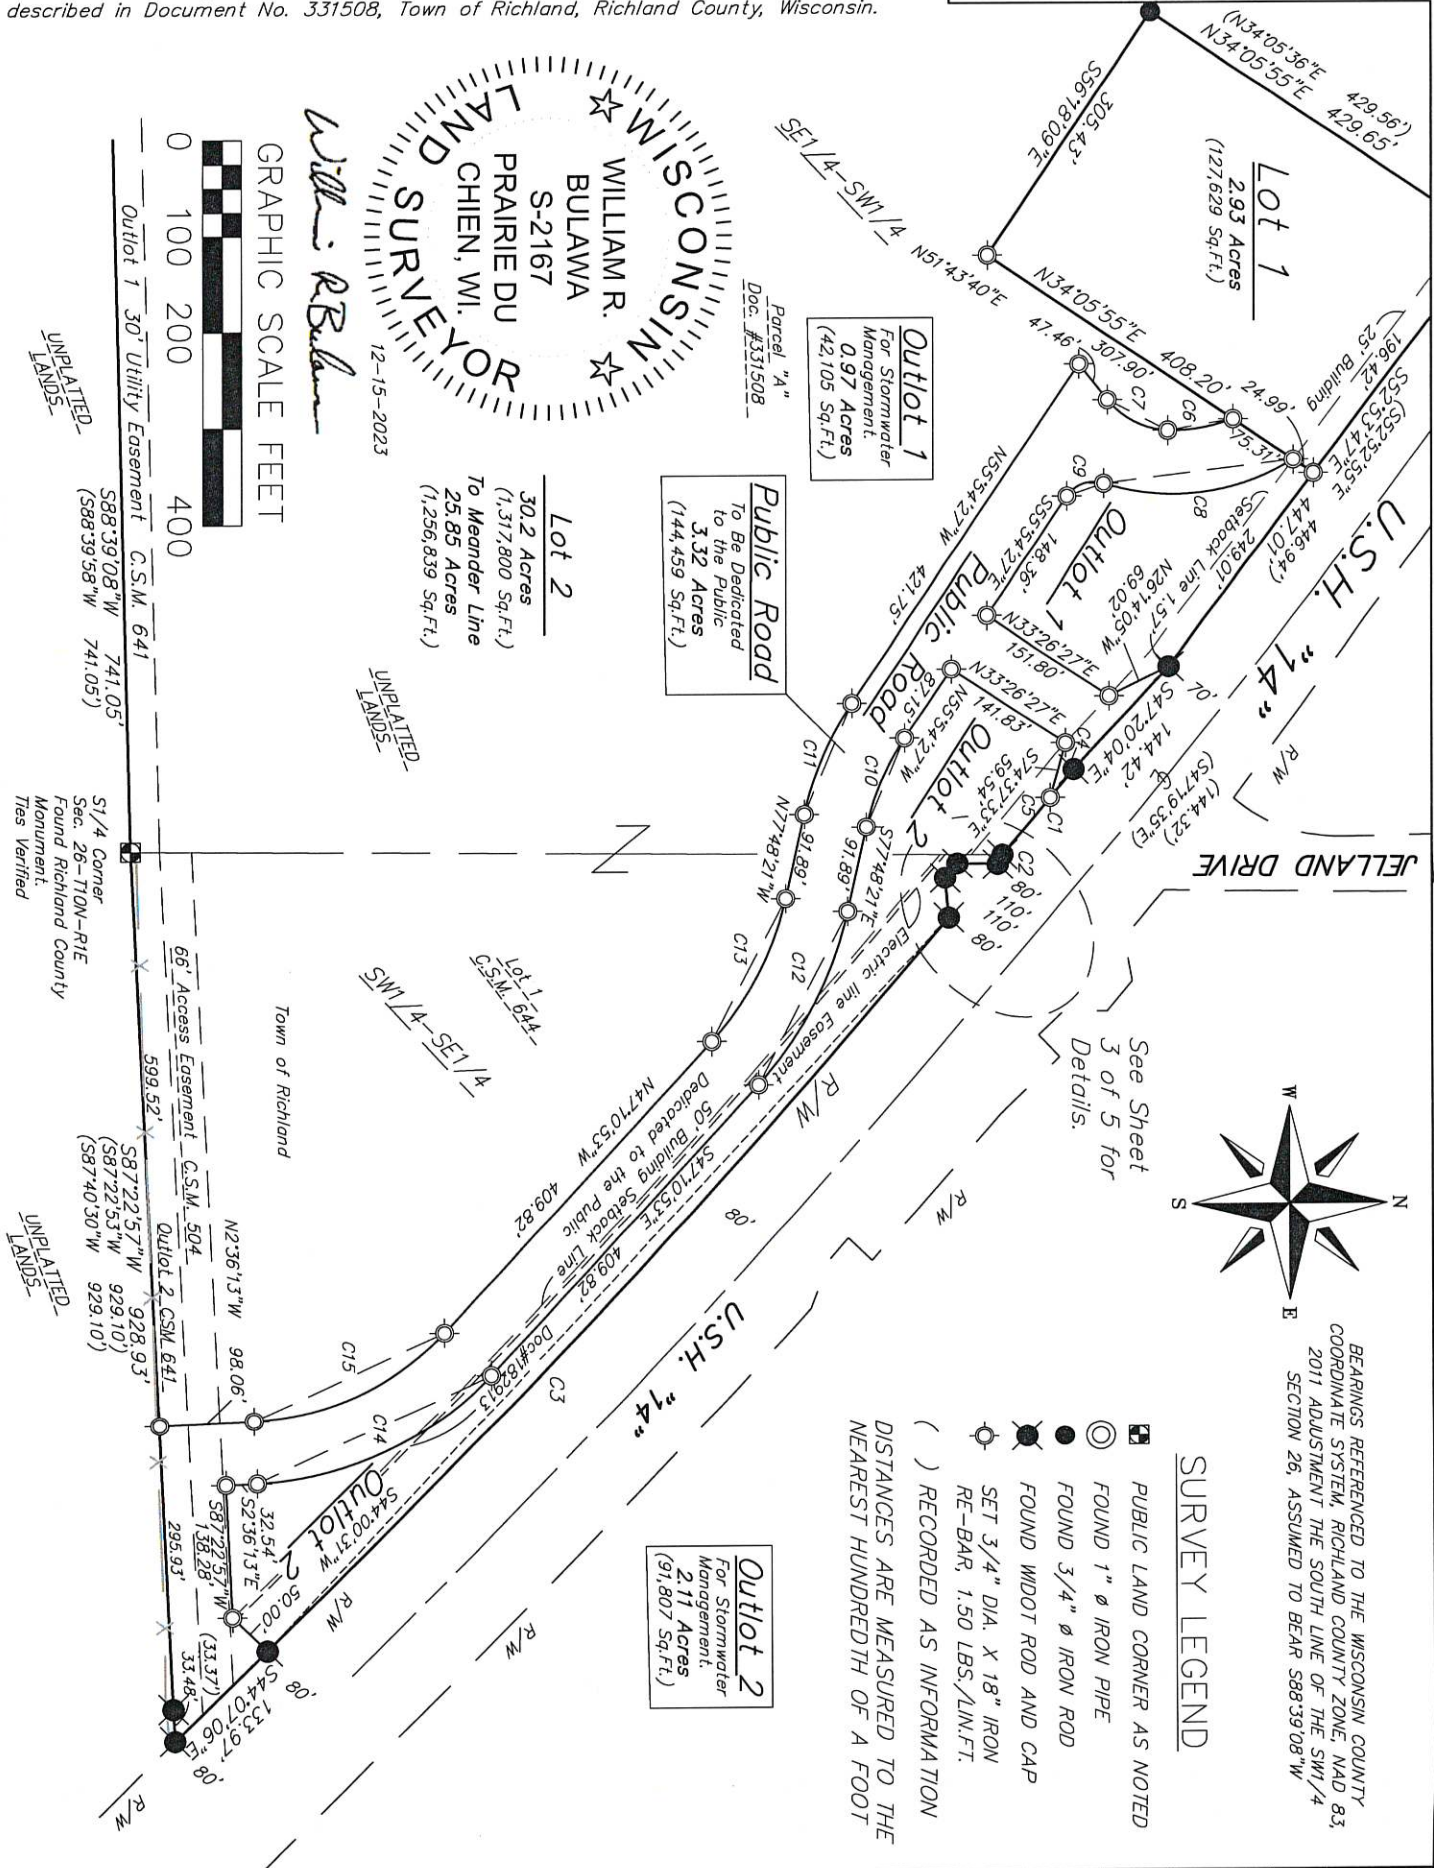 described in Document No. 331508, Town of Richland, Richland County, Wisconsin.
BEARINGS REFERENCED TO THE WISCONSIN COUNTY
COORDINATE SYSTEM, RICHLAND COUNTY ZONE, NAD 83,
2011 ADJUSTMENT THE SOUTH LINE OF THE SW1/4
SECTION 26, ASSUMED TO BEAR S88°39'08"W
N
E
S
W
SURVEY LEGEND
PUBLIC LAND CORNER AS NOTED
FOUND 1" ø IRON PIPE
FOUND 3/4" ø IRON ROD
FOUND WIDOT ROD AND CAP
SET 3/4" DIA. X 18" IRON
RE-BAR, 1.50 LBS./LIN.FT.
( ) RECORDED AS INFORMATION
DISTANCES ARE MEASURED TO THE
NEAREST HUNDREDTH OF A FOOT
See Sheet
3 of 5 for
Details.
JELLAND DRIVE
U.S.H. "14"
R/W
(N34°05'36"E 429.56')
N34°05'55"E 429.65'
Lot 1
2.93 Acres
(127,629 Sq.Ft.)
S56°18'09"E
305.43'
SE1/4-SW1/4
N51°43'40"E
47.46'
N34°05'55"E 408.20'
307.90'
24.99'
75.31'
196.42'
25' Building
Setback Line
(S52°52'55"E 446.94')
S52°53'47"E 447.01'
249.01'
1.57'
N26°14'05"W
69.02'
70'
S47°20'04"E
144.42'
(S47°19'35"E)
(144.32')
C6
C7
C8
C9
Outlot 1
S55°54'27"E
148.36'
N33°26'27"E
151.80'
N33°26'27"E
141.83'
N55°54'27"W
87.15'
Outlot 2
C4
S74°37'33"E
59.54'
C5
C1
C2
80'
110'
110'
80'
N55°54'27"W 421.75'
Public Road
C10
C11
N77°48'21"W
91.89'
S77°48'21"E
91.89'
C12
C13
Electric line Easement
Doc#182913
50' Building Setback Line
Dedicated to the Public
N47°10'53"W 409.82'
S47°10'53"E 409.82'
R/W
R/W
80'
U.S.H. "14"
C3
C14
C15
Outlot 2
S44°00'31"W
50.00'
R/W
R/W
80'
S44°07'06"E
133.97'
80'
R/W
Outlot 1
For Stormwater
Management.
0.97 Acres
(42,105 Sq.Ft.)
Public Road
To Be Dedicated
to the Public
3.32 Acres
(144,459 Sq.Ft.)
Outlot 2
For Stormwater
Management.
2.11 Acres
(91,807 Sq.Ft.)
Parcel "A"
Doc. #331508
Lot 2
30.2 Acres
(1,317,800 Sq.Ft.)
To Meander Line
25.85 Acres
(1,256,839 Sq.Ft.)
WISCONSIN
WILLIAM R.
BULAWA
S-2167
PRAIRIE DU
CHIEN, WI.
LAND SURVEYOR
William R Bulawa
12-15-2023
GRAPHIC SCALE FEET
0 100 200 400
UNPLATTED
LANDS
N
Lot 1
C.S.M. 644
SW1/4-SE1/4
Town of Richland
N2°36'13"W 98.06'
32.54'
S2°36'13"E
S87°22'57"W
138.28'
66' Access Easement C.S.M. 504
Outlot 2 CSM 641
(33.37')
33.48'
599.52'
295.93'
S87°22'57"W 928.93'
(S87°22'53"W 929.10')
(S87°40'30"W 929.10')
Outlot 1 30' Utility Easement C.S.M. 641
S88°39'08"W 741.05'
(S88°39'58"W 741.05')
S1/4 Corner
Sec. 26-T10N-R1E
Found Richland County
Monument.
Ties Verified
UNPLATTED
LANDS
UNPLATTED
LANDS